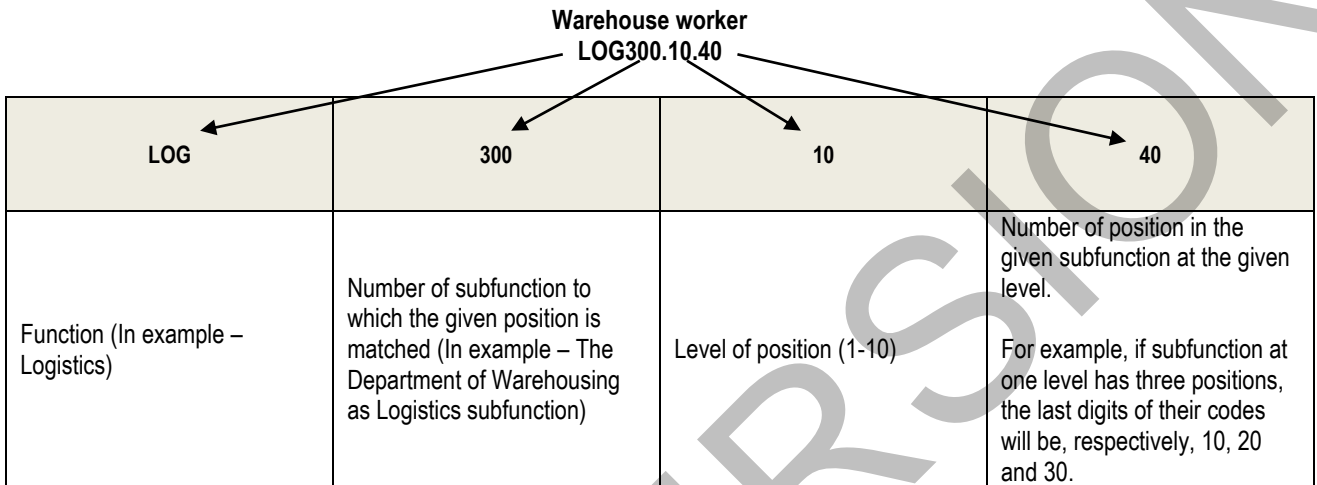 Warehouse worker
LOG300.10.40
LOG
300
10
40
Function (In example –
Logistics)
Number of subfunction to
which the given position is
matched (In example – The
Department of Warehousing
as Logistics subfunction)
Level of position (1-10)
Number of position in the
given subfunction at the given
level.
For example, if subfunction at
one level has three positions,
the last digits of their codes
will be, respectively, 10, 20
and 30.